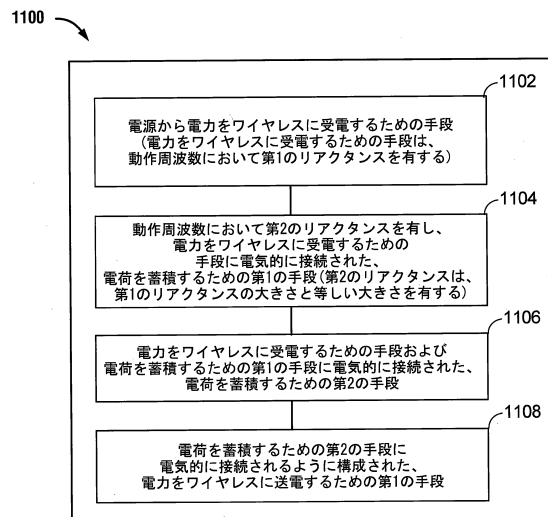 1100
1102
電源から電力をワイヤレスに受電するための手段
(電力をワイヤレスに受電するための手段は、
動作周波数において第1のリアクタンスを有する)
1104
動作周波数において第2のリアクタンスを有し、
電力をワイヤレスに受電するための
手段に電気的に接続された、
電荷を蓄積するための第1の手段(第2のリアクタンスは、
第1のリアクタンスの大きさと等しい大きさを有する)
1106
電力をワイヤレスに受電するための手段および
電荷を蓄積するための第1の手段に電気的に接続された、
電荷を蓄積するための第2の手段
1108
電荷を蓄積するための第2の手段に
電気的に接続されるように構成された、
電力をワイヤレスに送電するための第1の手段